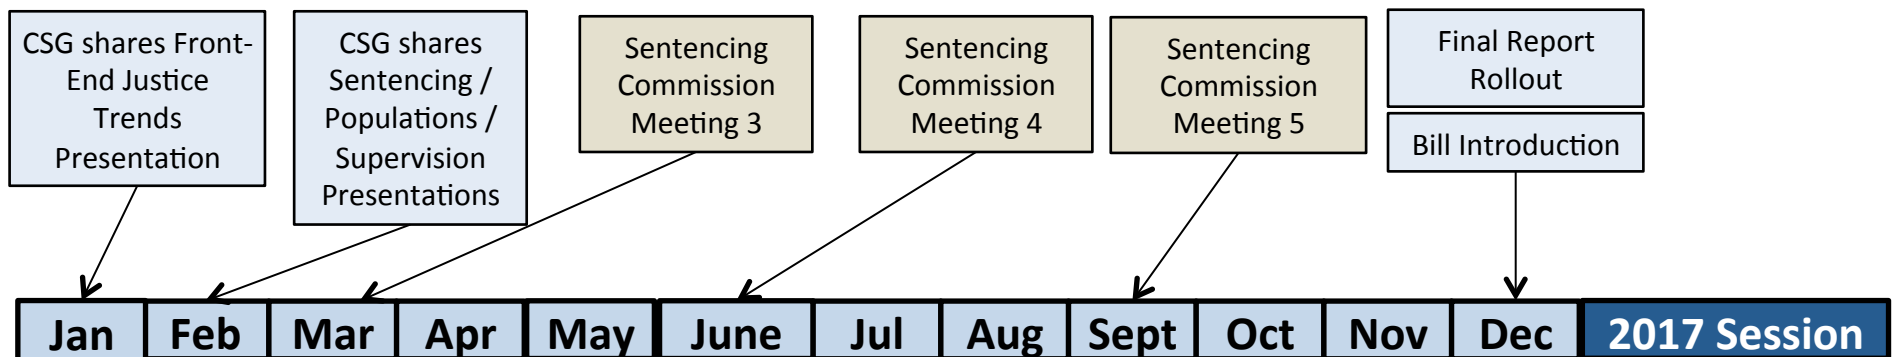 CSG shares Front-
End Justice
Trends
Presentation
CSG shares
Sentencing /
Populations /
Supervision
Presentations
Sentencing
Commission
Meeting 3
Sentencing
Commission
Meeting 4
Sentencing
Commission
Meeting 5
Final Report
Rollout
Bill Introduction
Jan
Feb
Mar
Apr
May
June
Jul
Aug
Sept
Oct
Nov
Dec
2017 Session